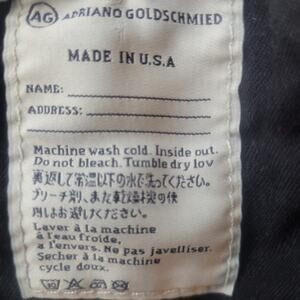 AG ADRIANO GOLDSCHMIED
MADE IN U.S.A
NAME:
ADDRESS:
Machine wash cold. Inside out.
Do not bleach. Tumble dry low
裏返して常温以下の水で洗ってください。
ブリーチ剤、また乾燥機の使
用はお避けください。
Laver à la machine
à l'eau froide,
à l'envers. Ne pas javelliser.
Secher à la machine
cycle doux.